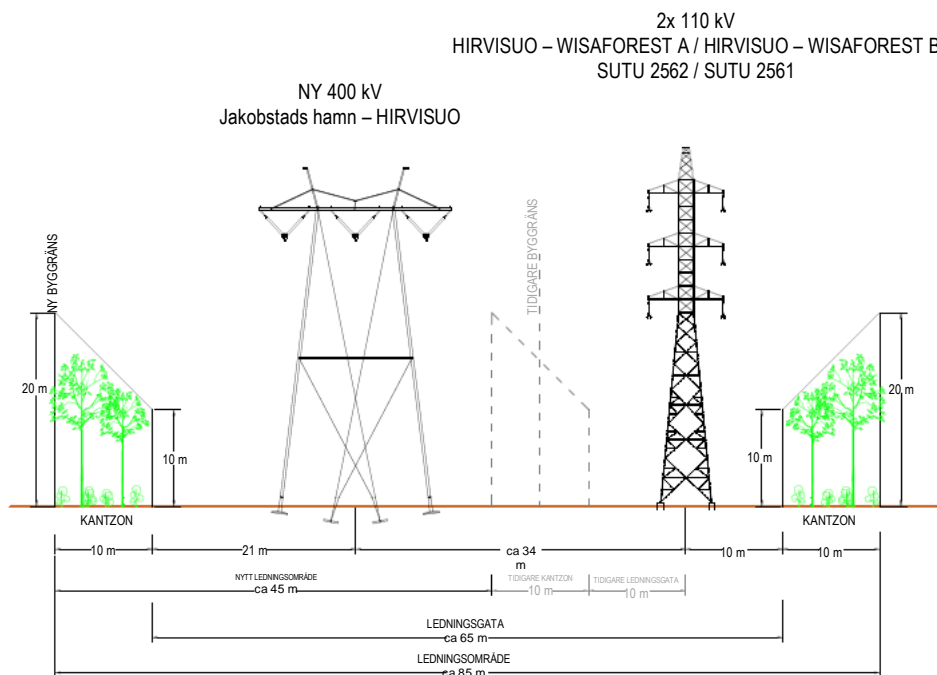 2x 110 kV
HIRVISUO – WISAFOREST A / HIRVISUO – WISAFOREST B
SUTU 2562 / SUTU 2561
NY 400 kV
Jakobstads hamn – HIRVISUO
NY BYGGRÄNS
TIDIGARE BYGGRÄNS
20 m
10 m
10 m
20 m
KANTZON
KANTZON
10 m
21 m
ca 34
m
10 m
10 m
NYTT LEDNINGSOMRÅDE
ca 45 m
TIDIGARE KANTZON
10 m
TIDIGARE LEDNINGSGATA
10 m
LEDNINGSGATA
ca 65 m
LEDNINGSOMRÅDE
ca 85 m